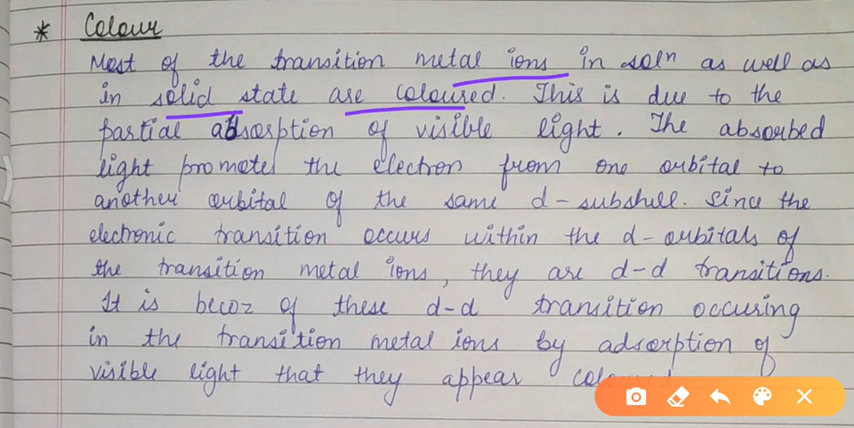 * Colour
Most of the transition metal ions in solⁿ as well as
in solid state are coloured. This is due to the
partial absorption of visible light. The absorbed
light promotes the electron from one orbital to
another orbital of the same d-subshell. Since the
electronic transition occurs within the d-orbitals of
the transition metal ions, they are d-d transitions.
It is becoz of these d-d transition occuring
in the transition metal ions by adsorption of
visible light that they appear